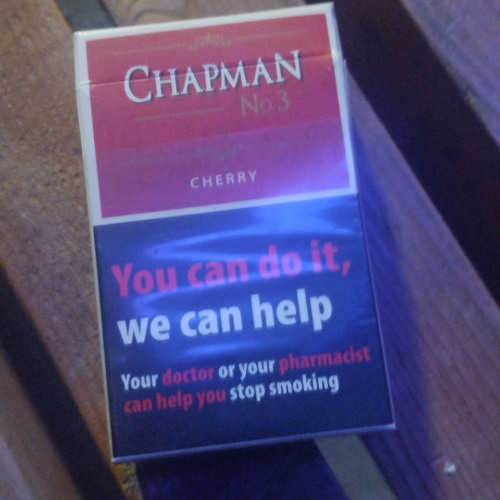 CHAPMAN
No.3
CHERRY
You can do it,
we can help
Your doctor or your pharmacist
can help you stop smoking